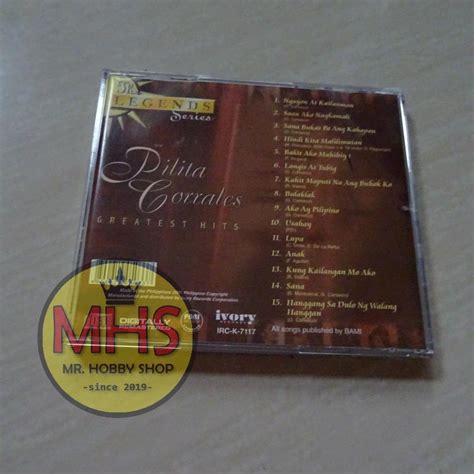 The
LEGENDS
Series
Pilita
Corrales
GREATEST HITS
1. Ngayon At Kailanman
2. Saan Ako Nagkamali
3. Sana Bukas Pa Ang Kahapon
4. Hindi Kita Malilimutan
5. Bakit Ako Mahihiya
6. Langis At Tubig
7. Kahit Maputi Na Ang Buhok Ko
8. Bulaklak
9. Ako Ay Pilipino
10. Usahay
11. Lupa
12. Anak
13. Kung Kailangan Mo Ako
14. Sana
15. Hanggang Sa Dulo Ng Walang
Hanggan
All songs published by BAMI
DIGITALLY
REMASTERED
ivory
IRC-K-7117
MHS
MR. HOBBY SHOP
-since 2019-